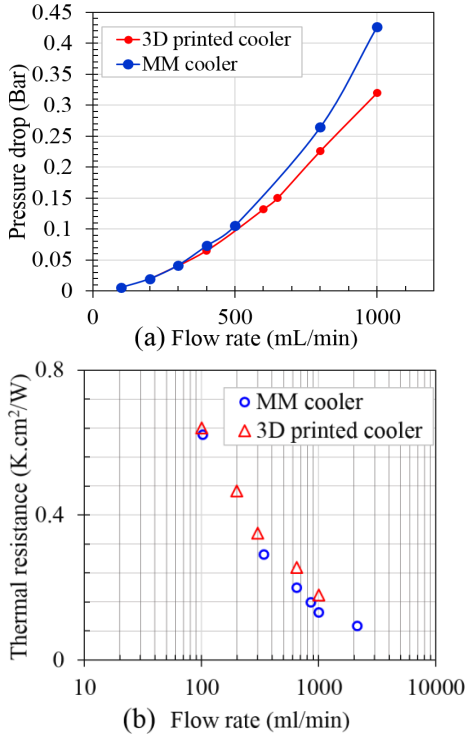 0.45
0.4
0.35
0.3
0.25
0.2
0.15
0.1
0.05
0
Pressure drop (Bar)
3D printed cooler
MM cooler
0 500 1000
(a) Flow rate (mL/min)
0.8
0.4
0
Thermal resistance (K.cm²/W)
MM cooler
3D printed cooler
10 100 1000 10000
(b) Flow rate (ml/min)